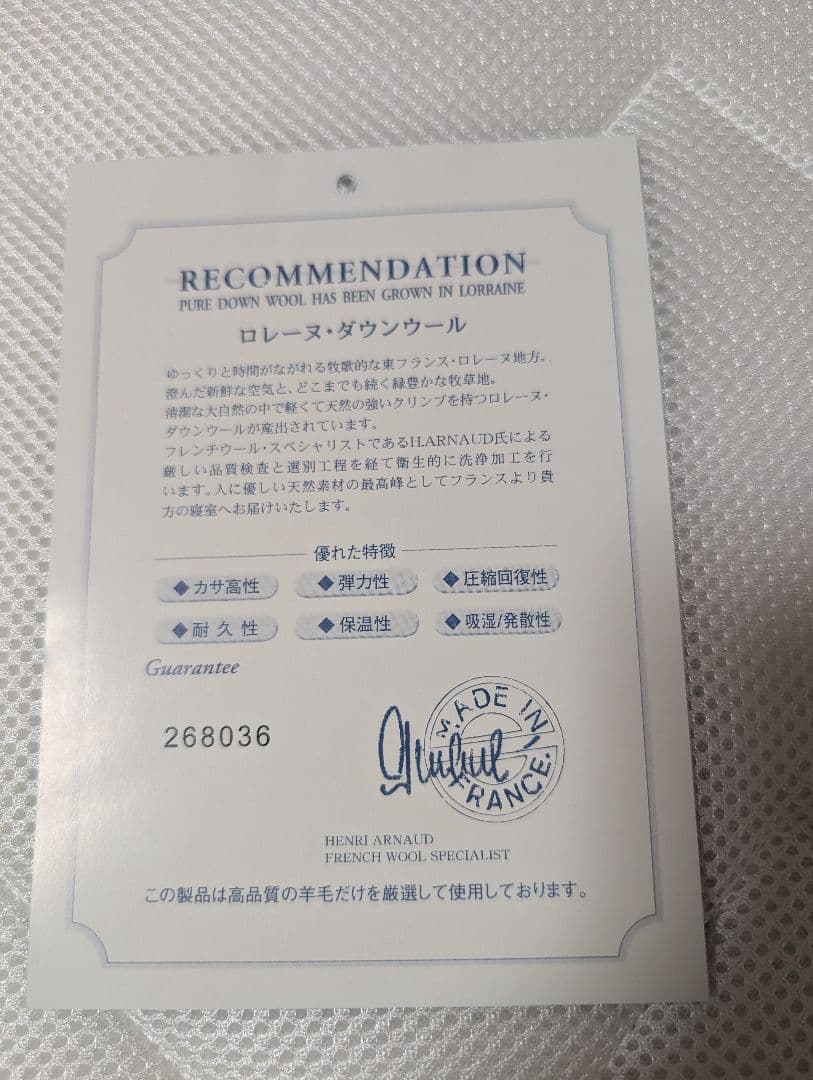 RECOMMENDATION
PURE DOWN WOOL HAS BEEN GROWN IN LORRAINE
ロレーヌ・ダウンウール
ゆっくりと時間がながれる牧歌的な東フランス・ロレーヌ地方。
澄んだ新鮮な空気と、どこまでも続く緑豊かな牧草地。
清潔な大自然の中で軽くて天然の強いクリンプを持つロレーヌ・
ダウンウールが産出されています。
フレンチウール・スペシャリストであるH.ARNAUD氏による
厳しい品質検査と選別工程を経て衛生的に洗浄加工を行
います。人に優しい天然素材の最高峰としてフランスより貴
方の寝室へお届けいたします。
優れた特徴
◆カサ高性 ◆弾力性 ◆圧縮回復性
◆耐久性 ◆保温性 ◆吸湿/発散性
Guarantee
268036
MADE IN FRANCE.
HENRI ARNAUD
FRENCH WOOL SPECIALIST
この製品は高品質の羊毛だけを厳選して使用しております。